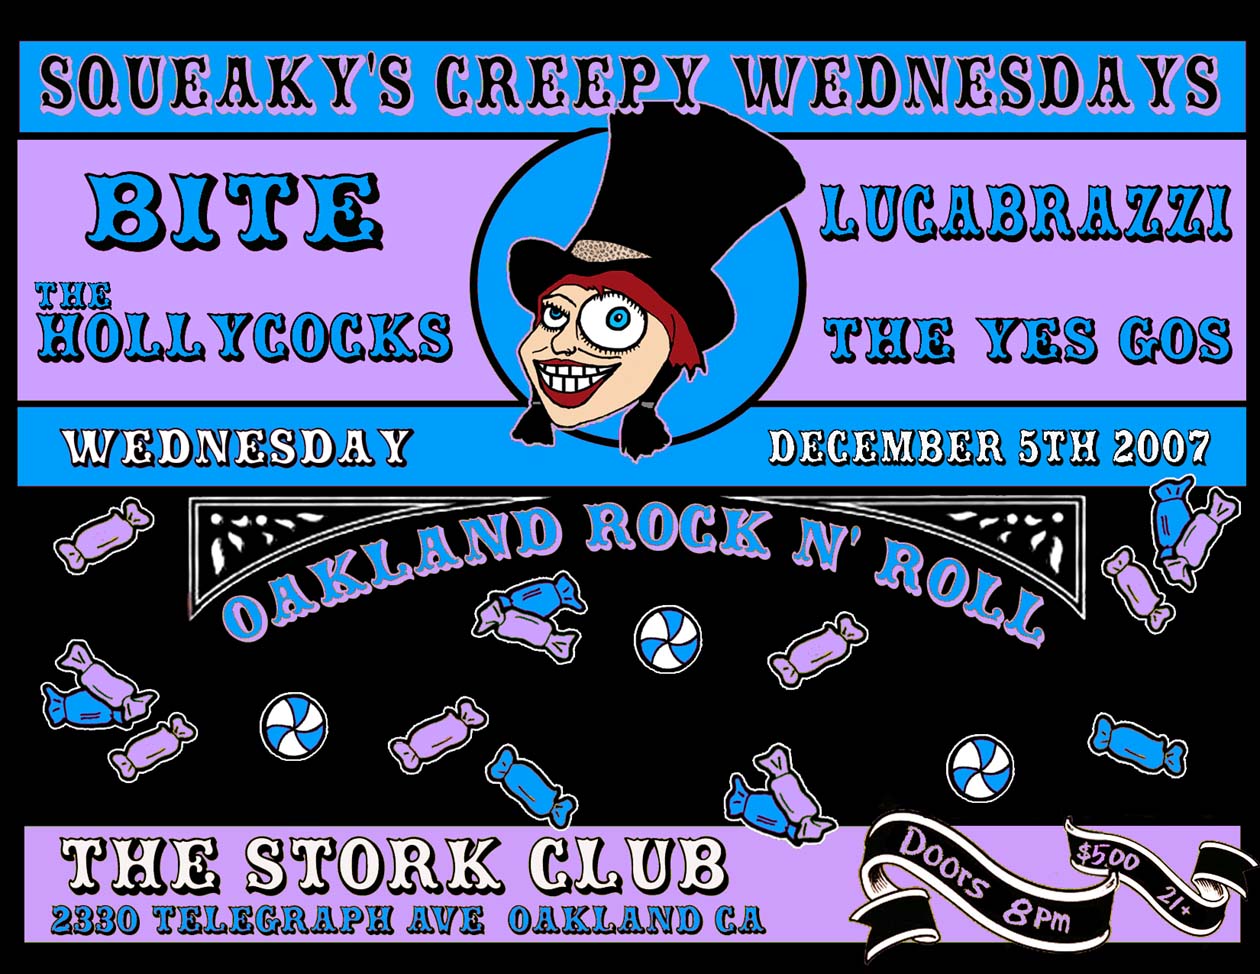 SQUEAKY'S CREEPY WEDNESDAYS
BITE
THE
HOLLYCOCKS
LUCABRAZZI
THE YES GOS
WEDNESDAY
DECEMBER 5TH 2007
OAKLAND ROCK N' ROLL
THE STORK CLUB
2330 TELEGRAPH AVE OAKLAND CA
Doors 8pm
$5.00 21+